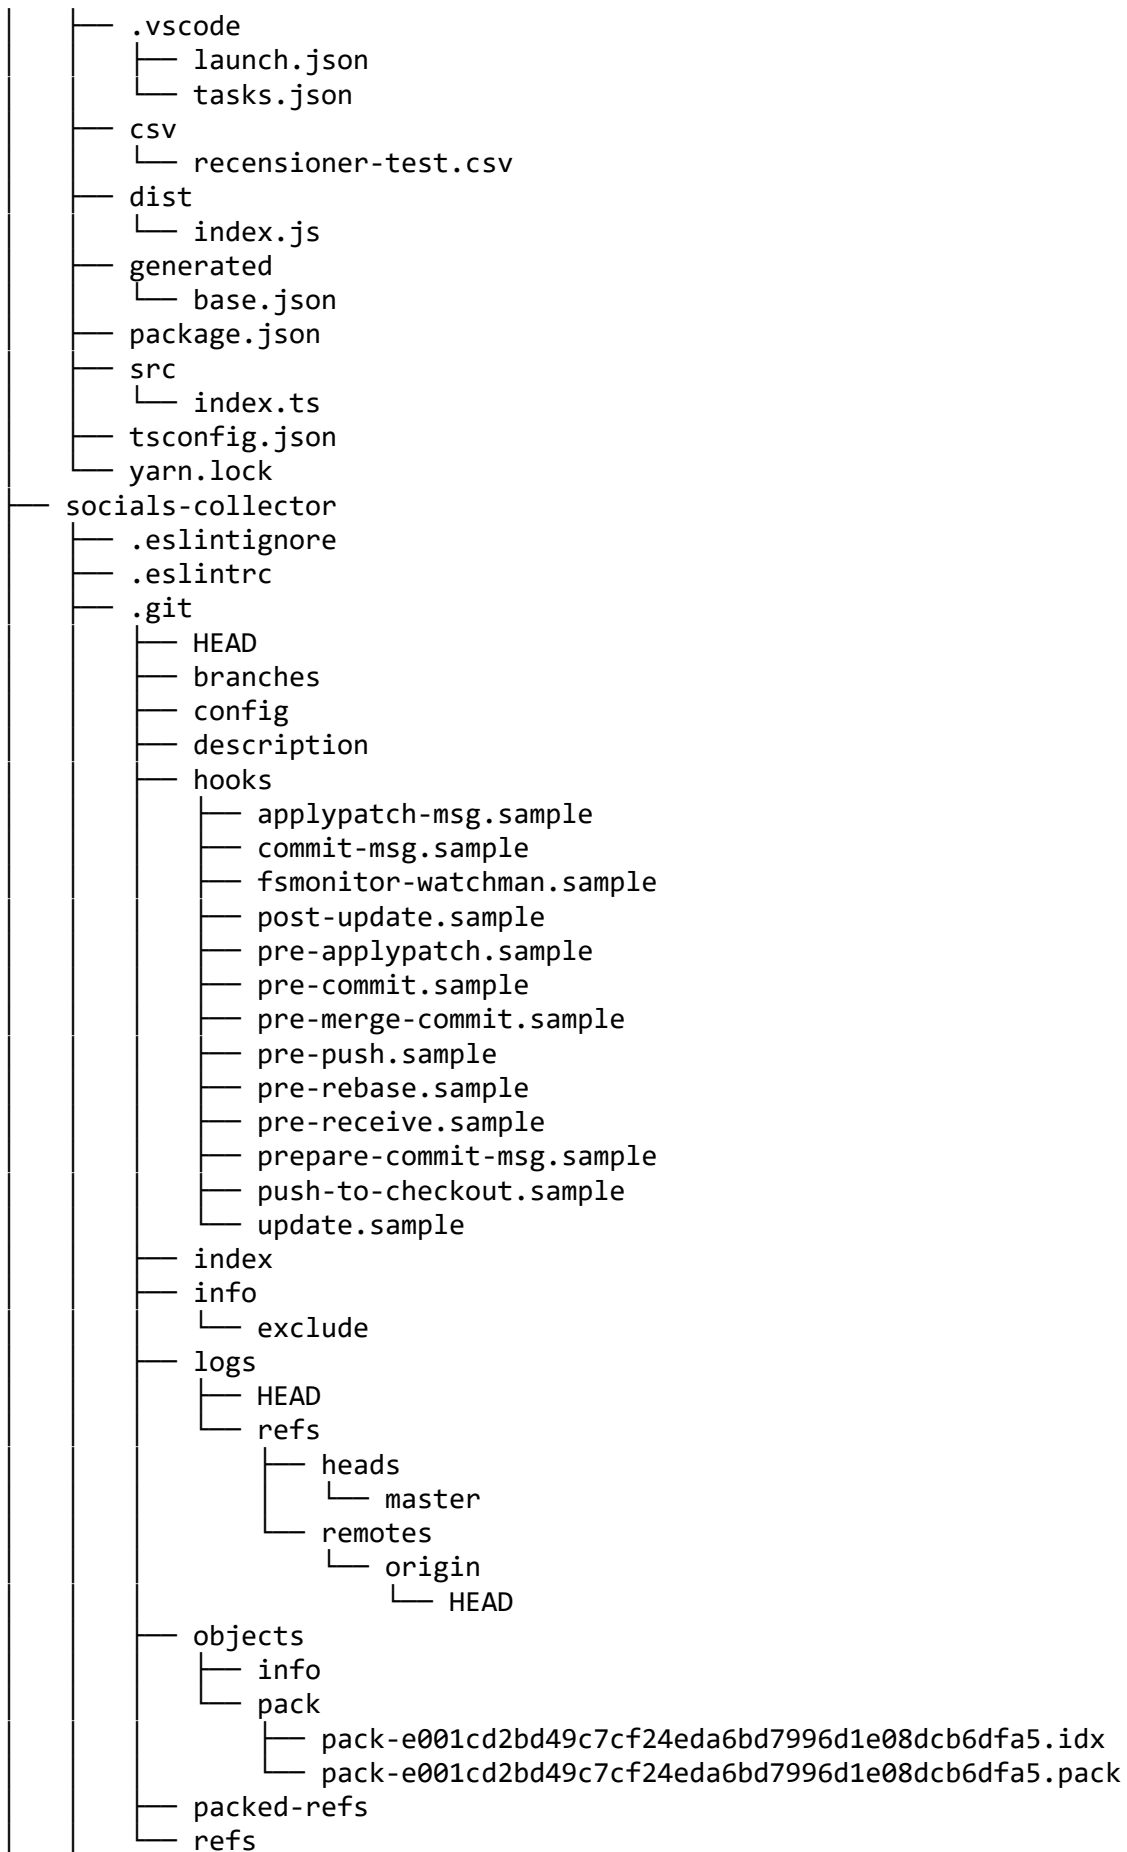 │   ├── .vscode
│   │   ├── launch.json
│   │   └── tasks.json
│   ├── csv
│   │   └── recensioner-test.csv
│   ├── dist
│   │   └── index.js
│   ├── generated
│   │   └── base.json
│   ├── package.json
│   ├── src
│   │   └── index.ts
│   ├── tsconfig.json
│   └── yarn.lock
├── socials-collector
│   ├── .eslintignore
│   ├── .eslintrc
│   ├── .git
│   │   ├── HEAD
│   │   ├── branches
│   │   ├── config
│   │   ├── description
│   │   ├── hooks
│   │   │   ├── applypatch-msg.sample
│   │   │   ├── commit-msg.sample
│   │   │   ├── fsmonitor-watchman.sample
│   │   │   ├── post-update.sample
│   │   │   ├── pre-applypatch.sample
│   │   │   ├── pre-commit.sample
│   │   │   ├── pre-merge-commit.sample
│   │   │   ├── pre-push.sample
│   │   │   ├── pre-rebase.sample
│   │   │   ├── pre-receive.sample
│   │   │   ├── prepare-commit-msg.sample
│   │   │   ├── push-to-checkout.sample
│   │   │   └── update.sample
│   │   ├── index
│   │   ├── info
│   │   │   └── exclude
│   │   ├── logs
│   │   │   ├── HEAD
│   │   │   └── refs
│   │   │       ├── heads
│   │   │       │   └── master
│   │   │       └── remotes
│   │   │           └── origin
│   │   │               └── HEAD
│   │   ├── objects
│   │   │   ├── info
│   │   │   └── pack
│   │   │       ├── pack-e001cd2bd49c7cf24eda6bd7996d1e08dcb6dfa5.idx
│   │   │       └── pack-e001cd2bd49c7cf24eda6bd7996d1e08dcb6dfa5.pack
│   │   ├── packed-refs
│   │   └── refs